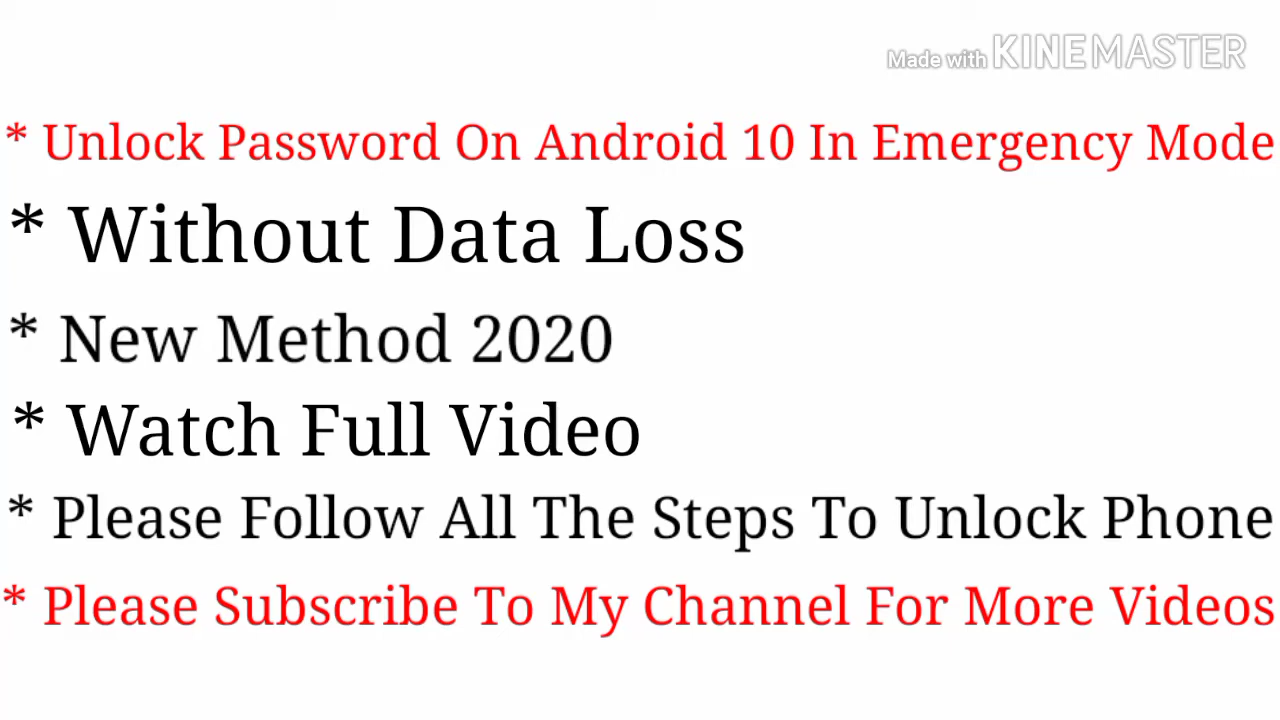 Made with KINEMASTER
* Unlock Password On Android 10 In Emergency Mode
* Without Data Loss
* New Method 2020
* Watch Full Video
* Please Follow All The Steps To Unlock Phone
* Please Subscribe To My Channel For More Videos